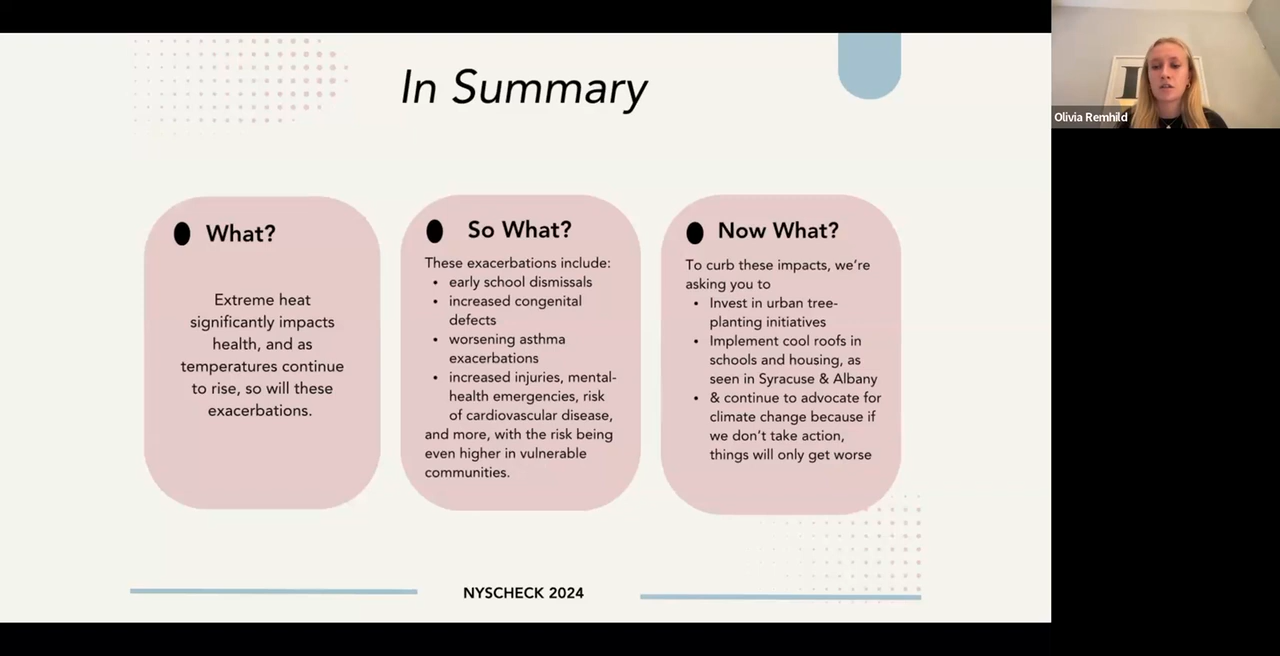 In Summary
What?
Extreme heat
significantly impacts
health, and as
temperatures continue
to rise, so will these
exacerbations.
So What?
These exacerbations include:
• early school dismissals
• increased congenital
defects
• worsening asthma
exacerbations
• increased injuries, mental-
health emergencies, risk
of cardiovascular disease,
and more, with the risk being
even higher in vulnerable
communities.
Now What?
To curb these impacts, we’re
asking you to
• Invest in urban tree-
planting initiatives
• Implement cool roofs in
schools and housing, as
seen in Syracuse & Albany
• & continue to advocate for
climate change because if
we don’t take action,
things will only get worse
NYSCHECK 2024
Olivia Remhild